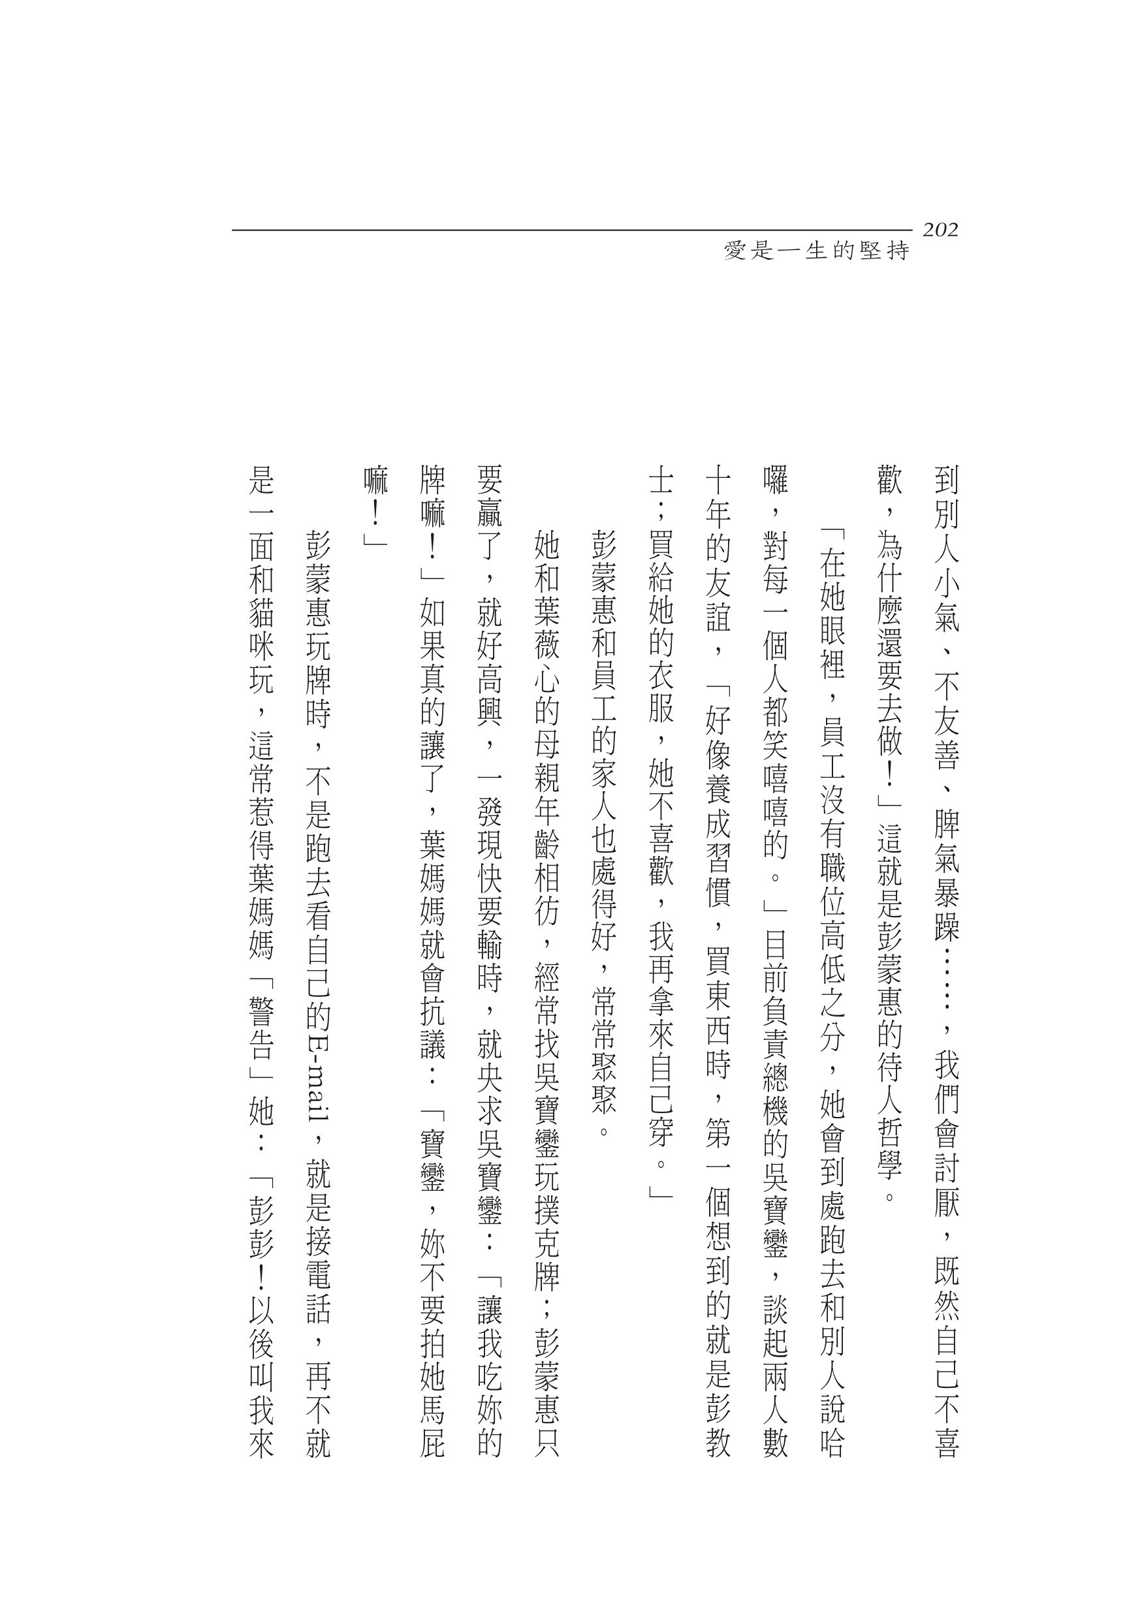 202
愛是一生的堅持
到別人小氣、不友善、脾氣暴躁……，我們會討厭，既然自己不喜
歡，為什麼還要去做！」這就是彭蒙惠的待人哲學。
「在她眼裡，員工沒有職位高低之分，她會到處跑去和別人說哈
囉，對每一個人都笑嘻嘻的。」目前負責總機的吳寶鑾，談起兩人數
十年的友誼，「好像養成習慣，買東西時，第一個想到的就是彭教
士；買給她的衣服，她不喜歡，我再拿來自己穿。」
彭蒙惠和員工的家人也處得好，常常聚聚。
她和葉薇心的母親年齡相彷，經常找吳寶鑾玩撲克牌；彭蒙惠只
要贏了，就好高興，一發現快要輸時，就央求吳寶鑾：「讓我吃妳的
牌嘛！」如果真的讓了，葉媽媽就會抗議：「寶鑾，妳不要拍她馬屁
嘛！」
彭蒙惠玩牌時，不是跑去看自己的E-mail，就是接電話，再不就
是一面和貓咪玩，這常惹得葉媽媽「警告」她：「彭彭！以後叫我來